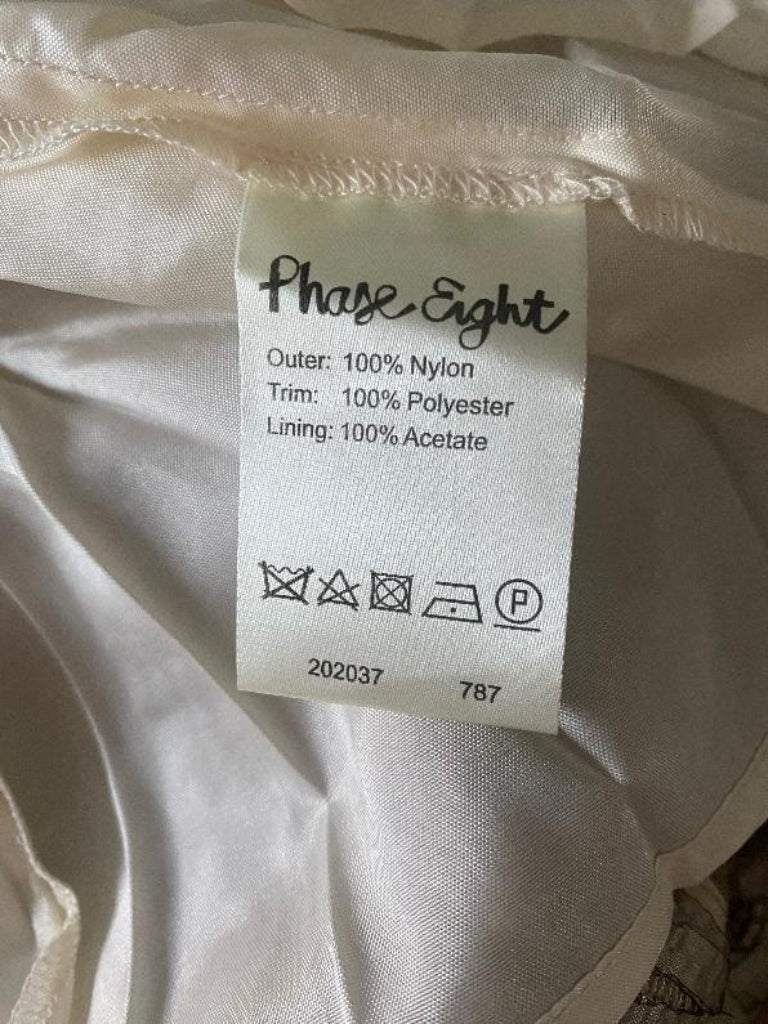 Phase Eight
Outer: 100% Nylon
Trim: 100% Polyester
Lining: 100% Acetate
P
202037 787